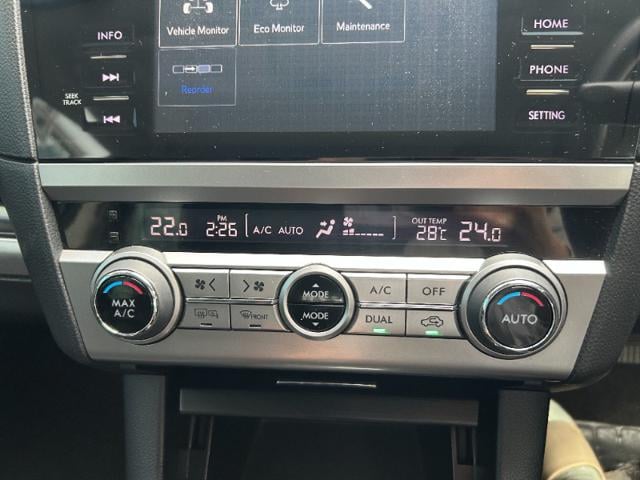 INFO
Vehicle Monitor
Eco Monitor
Maintenance
HOME
PHONE
SEEK
TRACK
Reorder
SETTING
22.0
PM
2:26
A/C AUTO
OUT TEMP
28°C
24.0
MAX
A/C
MODE
MODE
A/C
OFF
FRONT
DUAL
AUTO